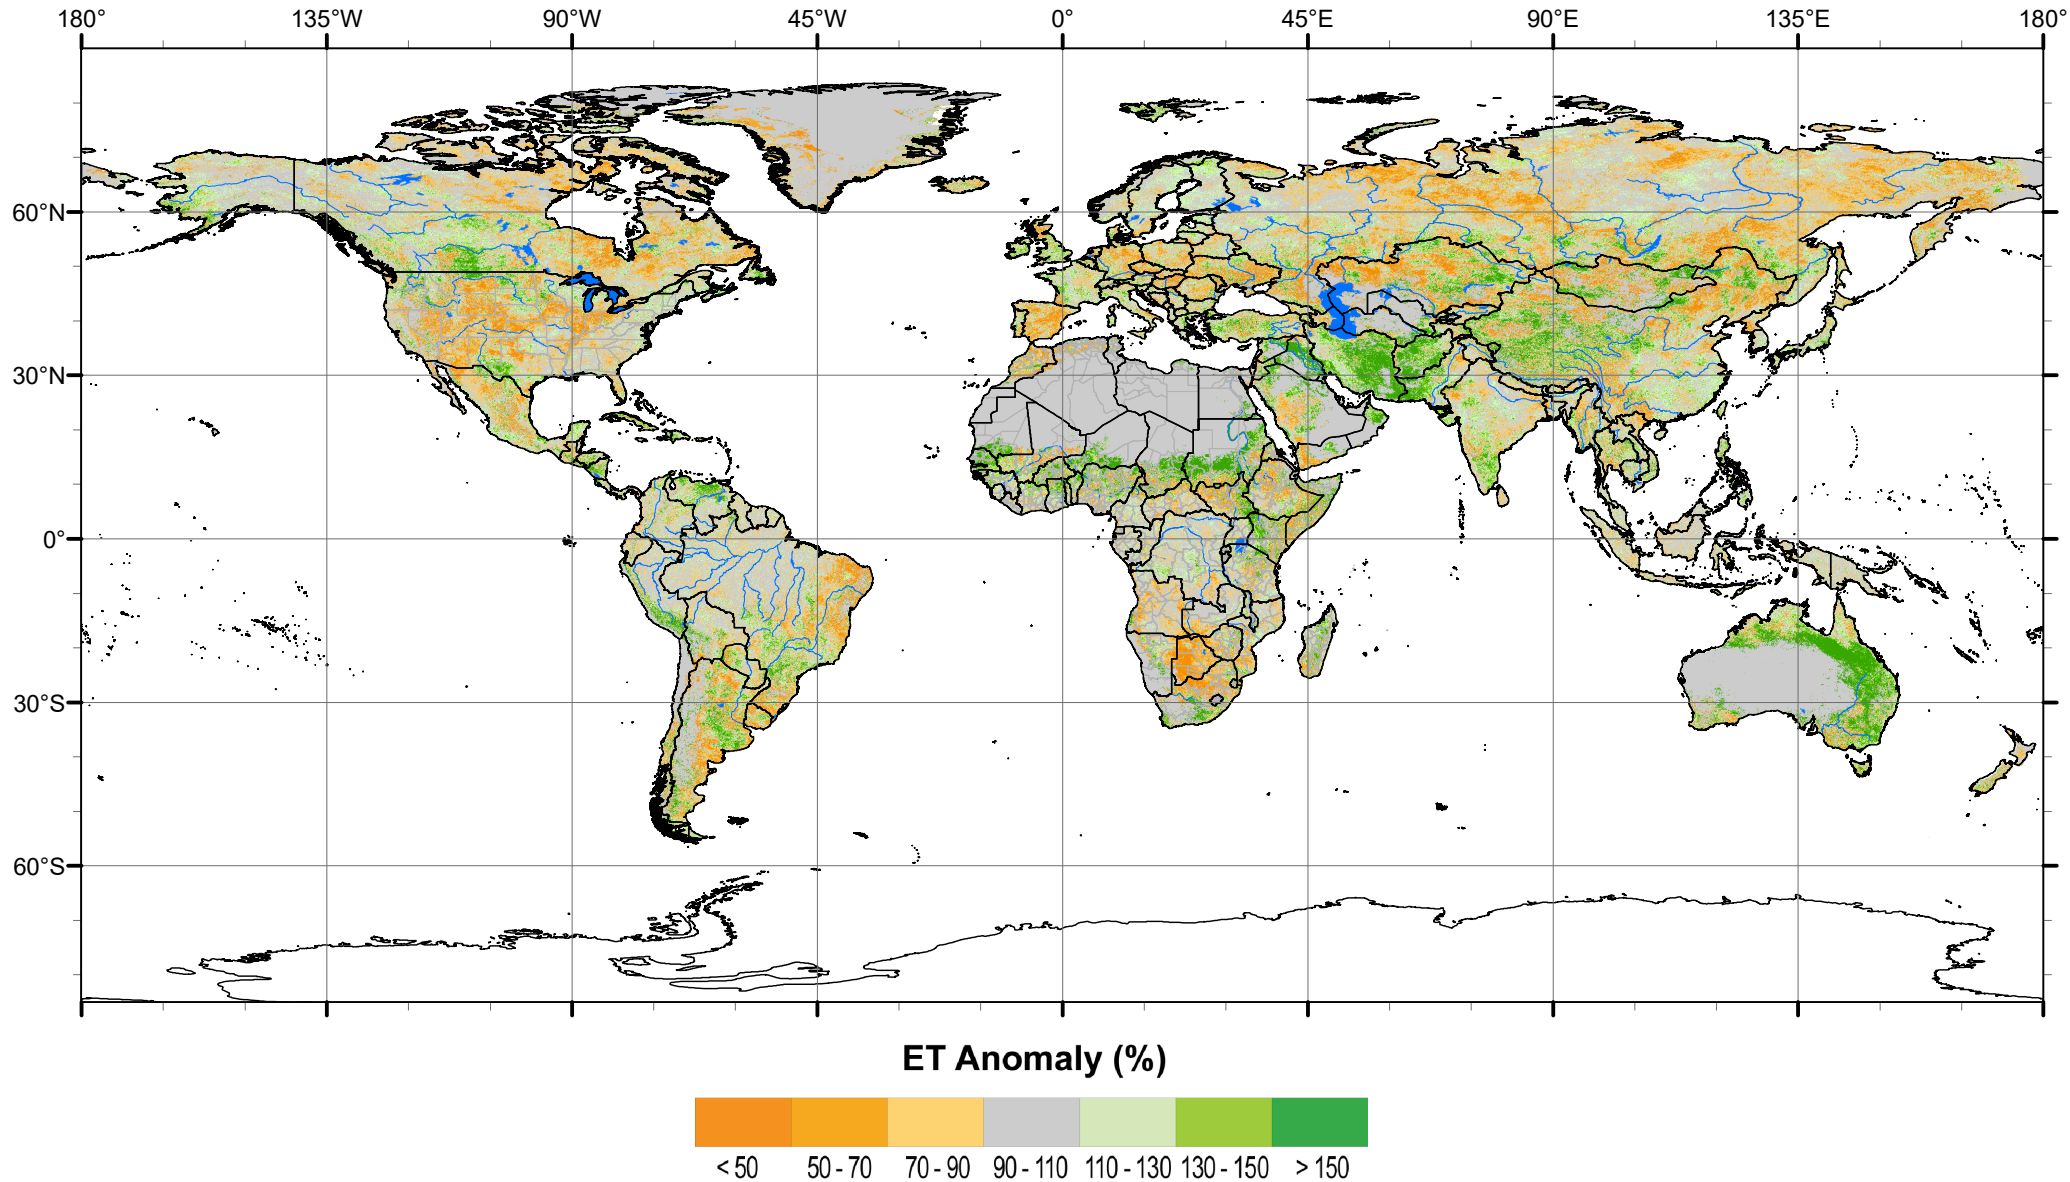 180° 135°W 90°W 45°W 0° 45°E 90°E 135°E 180°
60°N
30°N
0°
30°S
60°S
ET Anomaly (%)
< 50 50 - 70 70 - 90 90 - 110 110 - 130 130 - 150 > 150